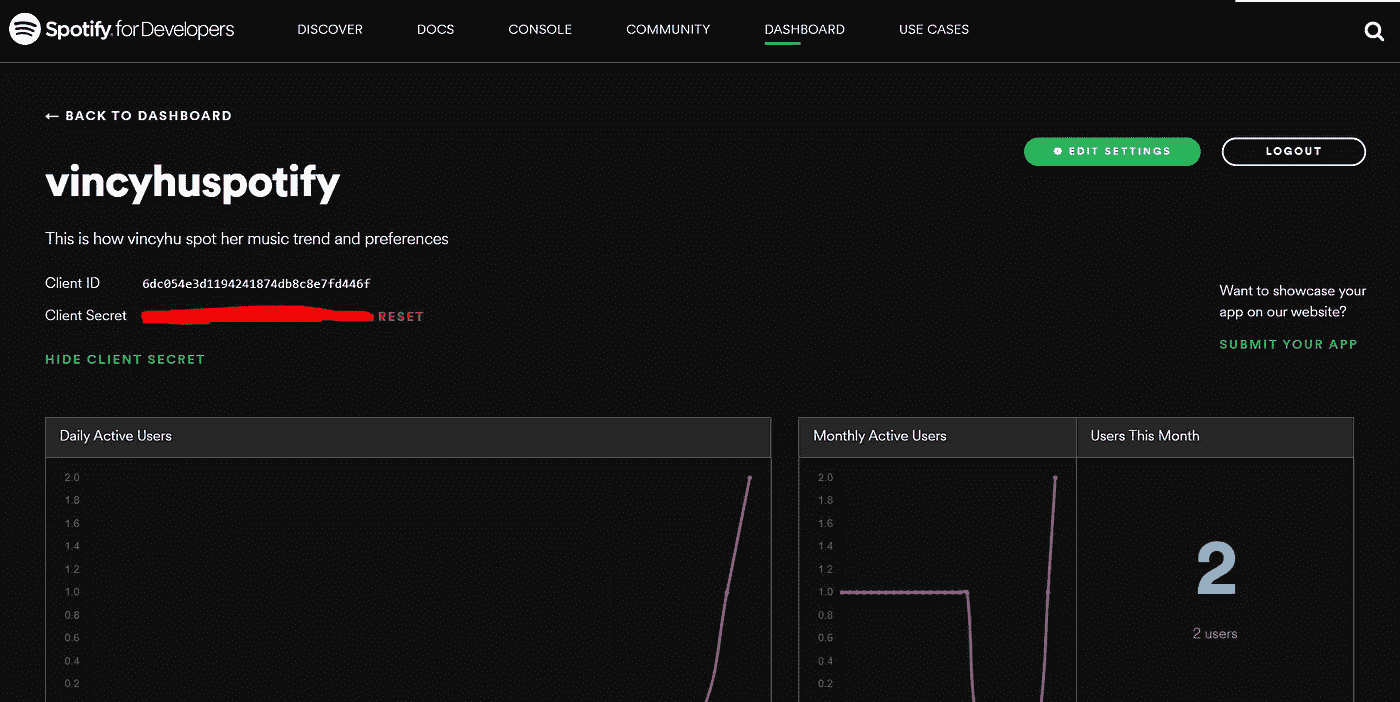 Spotify for Developers
DISCOVER
DOCS
CONSOLE
COMMUNITY
DASHBOARD
USE CASES
← BACK TO DASHBOARD
EDIT SETTINGS
LOGOUT
vincyhuspotify
This is how vincyhu spot her music trend and preferences
Client ID 6dc054e3d1194241874db8c8e7fd446f
Client Secret RESET
HIDE CLIENT SECRET
Want to showcase your
app on our website?
SUBMIT YOUR APP
Daily Active Users
2.0
1.8
1.6
1.4
1.2
1.0
0.8
0.6
0.4
0.2
Monthly Active Users
2.0
1.8
1.6
1.4
1.2
1.0
0.8
0.6
0.4
0.2
Users This Month
2
2 users